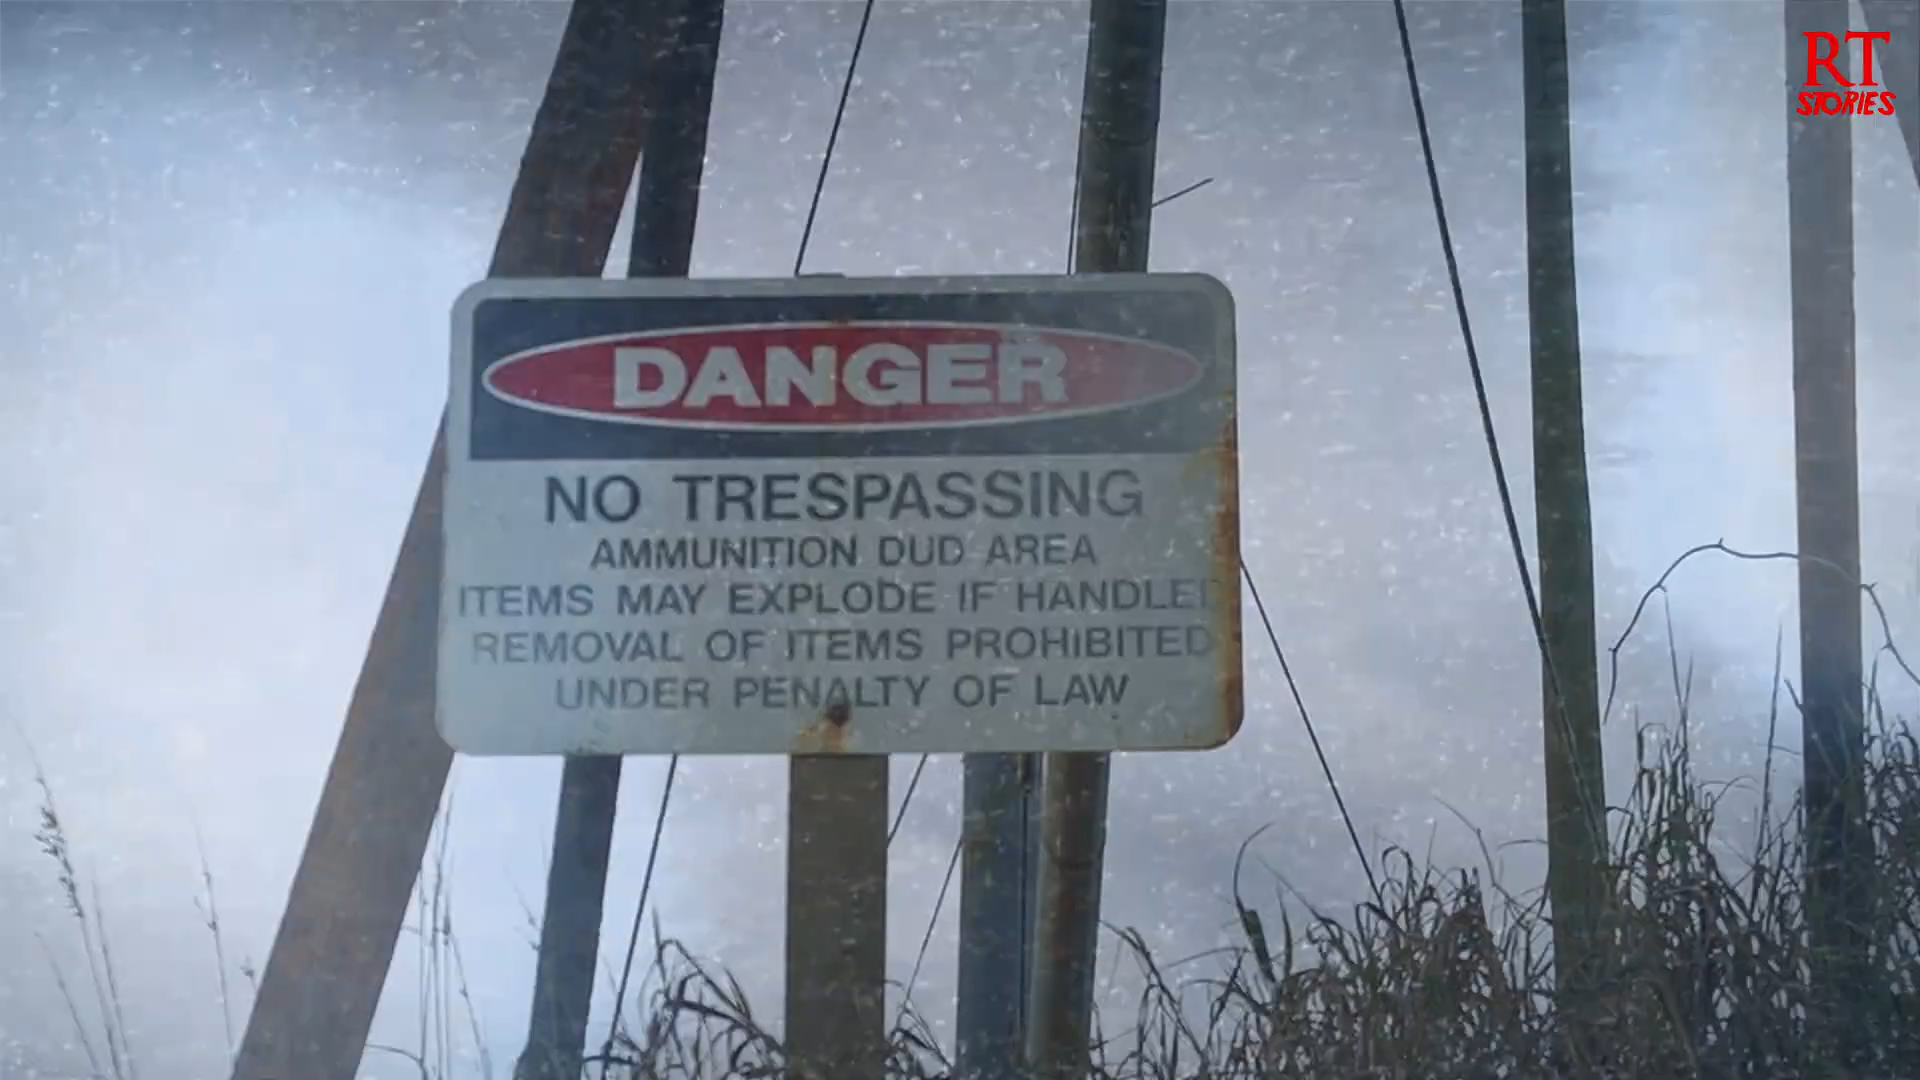 RT
STORIES
DANGER
NO TRESPASSING
AMMUNITION DUD AREA
ITEMS MAY EXPLODE IF HANDLED
REMOVAL OF ITEMS PROHIBITED
UNDER PENALTY OF LAW